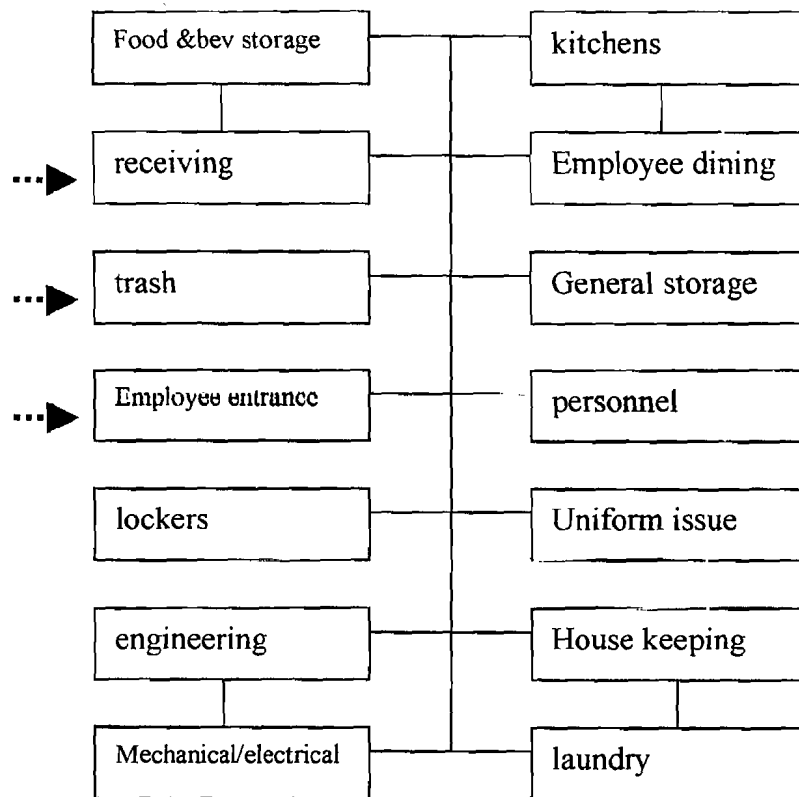 Food &bev storage
kitchens
receiving
Employee dining
trash
General storage
Employee entrance
personnel
lockers
Uniform issue
engineering
House keeping
Mechanical/electrical
laundry